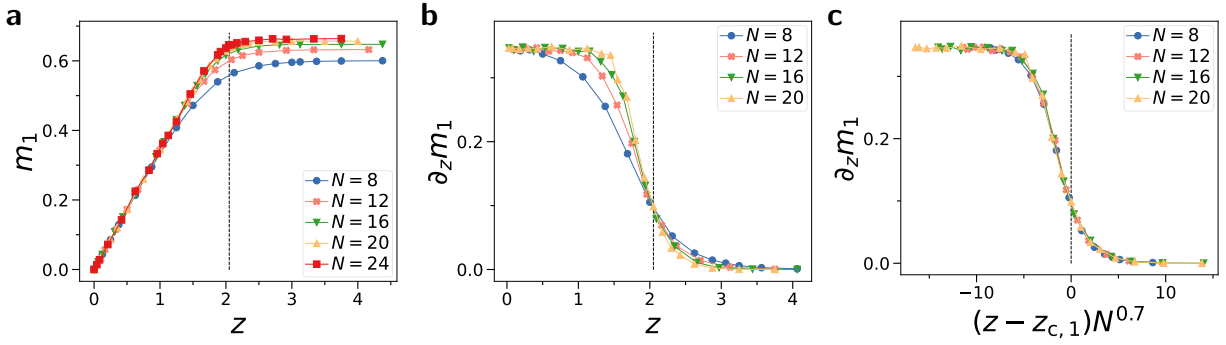 a
m₁
0.6
0.4
0.2
0.0
0 1 2 3 4
z
N = 8
N = 12
N = 16
N = 20
N = 24
b
∂zm₁
0.2
0.0
0 1 2 3 4
z
N = 8
N = 12
N = 16
N = 20
c
∂zm₁
0.2
0.0
−10 0 10
(z − zc, 1)N^0.7
N = 8
N = 12
N = 16
N = 20